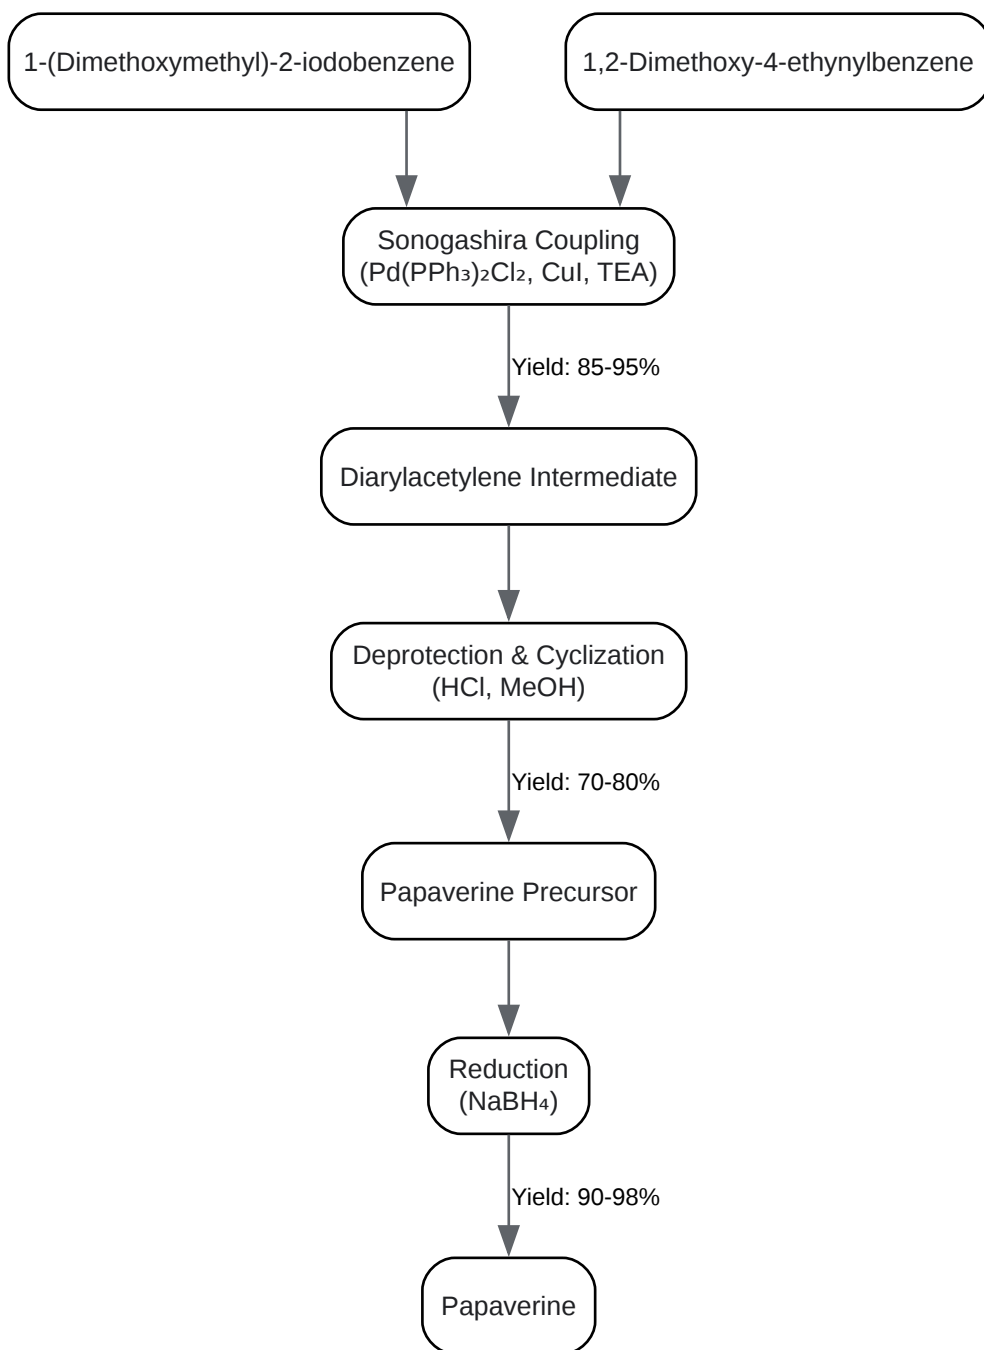 1-(Dimethoxymethyl)-2-iodobenzene
1,2-Dimethoxy-4-ethynylbenzene
Sonogashira Coupling
(Pd(PPh₃)₂Cl₂, CuI, TEA)
Yield: 85-95%
Diarylacetylene Intermediate
Deprotection & Cyclization
(HCl, MeOH)
Yield: 70-80%
Papaverine Precursor
Reduction
(NaBH₄)
Yield: 90-98%
Papaverine